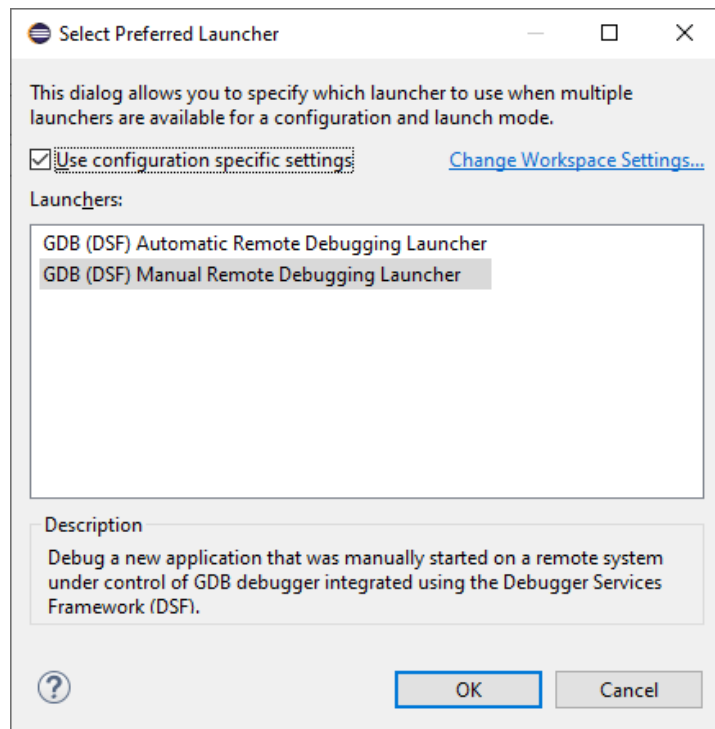 Select Preferred Launcher
This dialog allows you to specify which launcher to use when multiple
launchers are available for a configuration and launch mode.
Use configuration specific settings
Change Workspace Settings...
Launchers:
GDB (DSF) Automatic Remote Debugging Launcher
GDB (DSF) Manual Remote Debugging Launcher
Description
Debug a new application that was manually started on a remote system
under control of GDB debugger integrated using the Debugger Services
Framework (DSF).
?
OK
Cancel